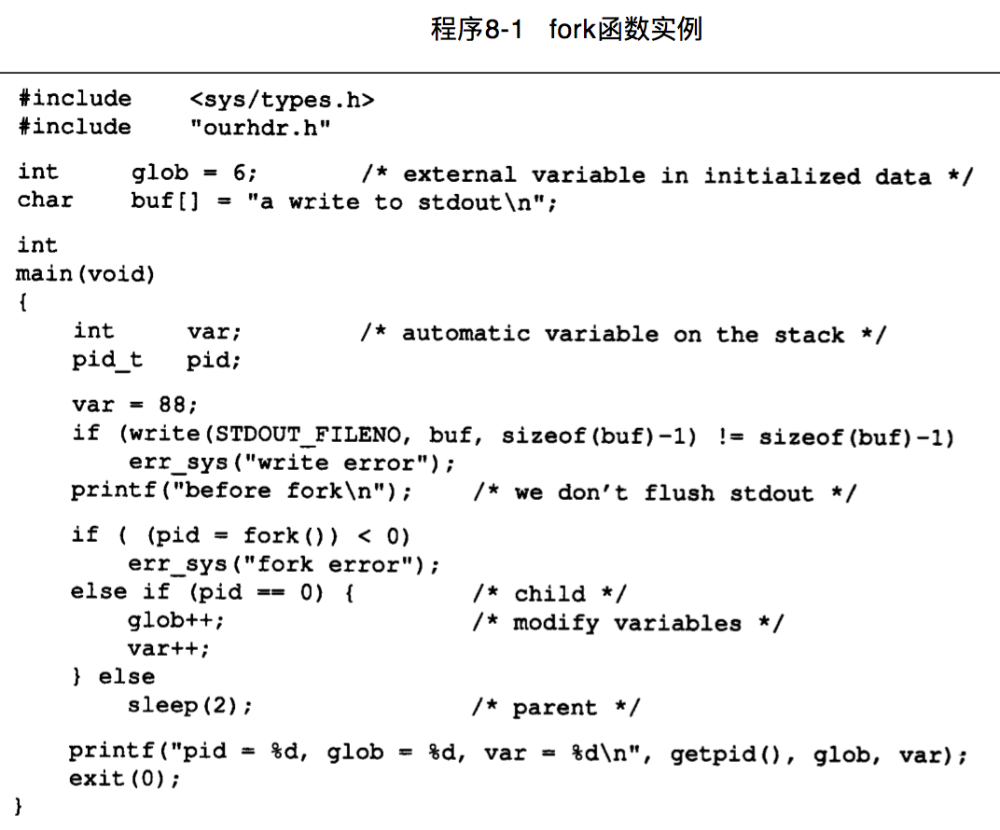 程序8-1 fork函数实例
#include <sys/types.h>
#include "ourhdr.h"
int glob = 6; /* external variable in initialized data */
char buf[] = "a write to stdout\n";
int
main(void)
{
int var; /* automatic variable on the stack */
pid_t pid;
var = 88;
if (write(STDOUT_FILENO, buf, sizeof(buf)-1) != sizeof(buf)-1)
err_sys("write error");
printf("before fork\n"); /* we don't flush stdout */
if ( (pid = fork()) < 0)
err_sys("fork error");
else if (pid == 0) { /* child */
glob++; /* modify variables */
var++;
} else
sleep(2); /* parent */
printf("pid = %d, glob = %d, var = %d\n", getpid(), glob, var);
exit(0);
}